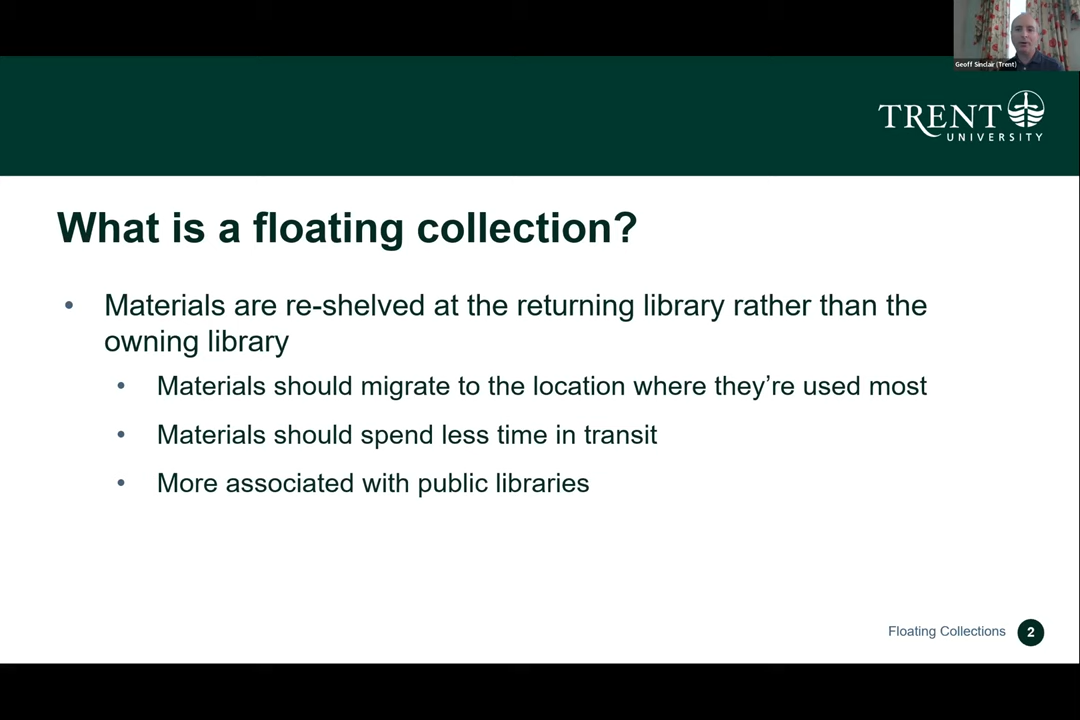 Geoff Sinclair (Trent)
TRENT
UNIVERSITY
What is a floating collection?
• Materials are re-shelved at the returning library rather than the
owning library
• Materials should migrate to the location where they’re used most
• Materials should spend less time in transit
• More associated with public libraries
Floating Collections 2